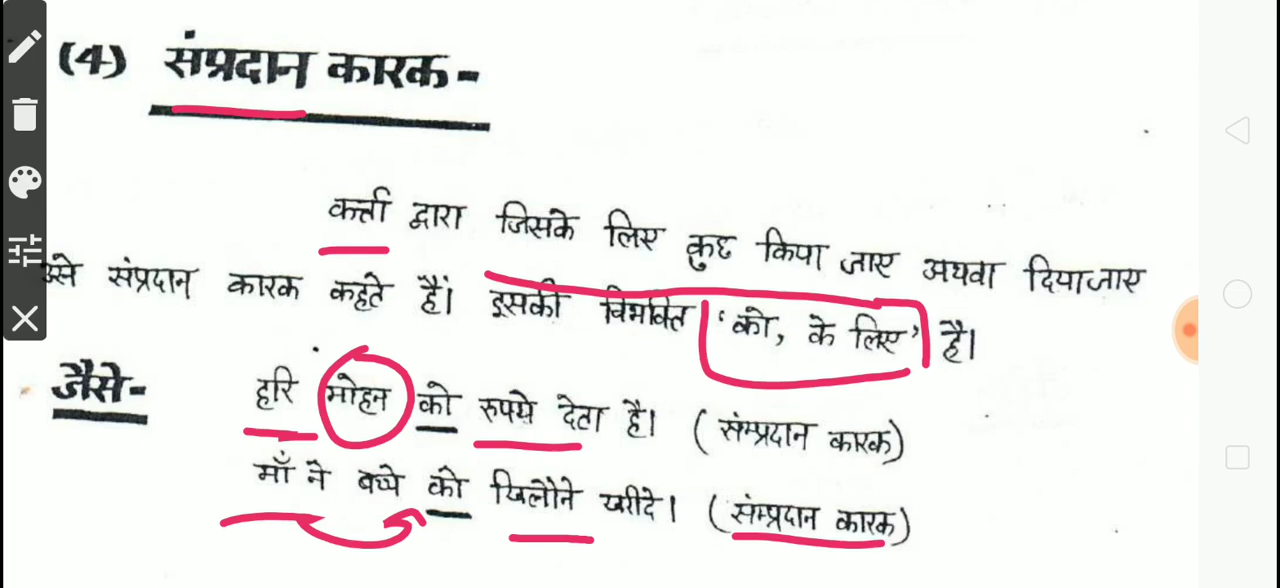 (4) संप्रदान कारक-
कर्त्ता द्वारा जिसके लिए कुछ किया जाए अथवा दियाजाए
उसे संप्रदान कारक कहते हैं। इसकी विभक्ति 'को, के लिए' है।
जैसे- हरि मोहन को रुपये देता है। (सम्प्रदान कारक)
माँ ने बच्चे को खिलौने खरीदे। (संम्प्रदान कारक)